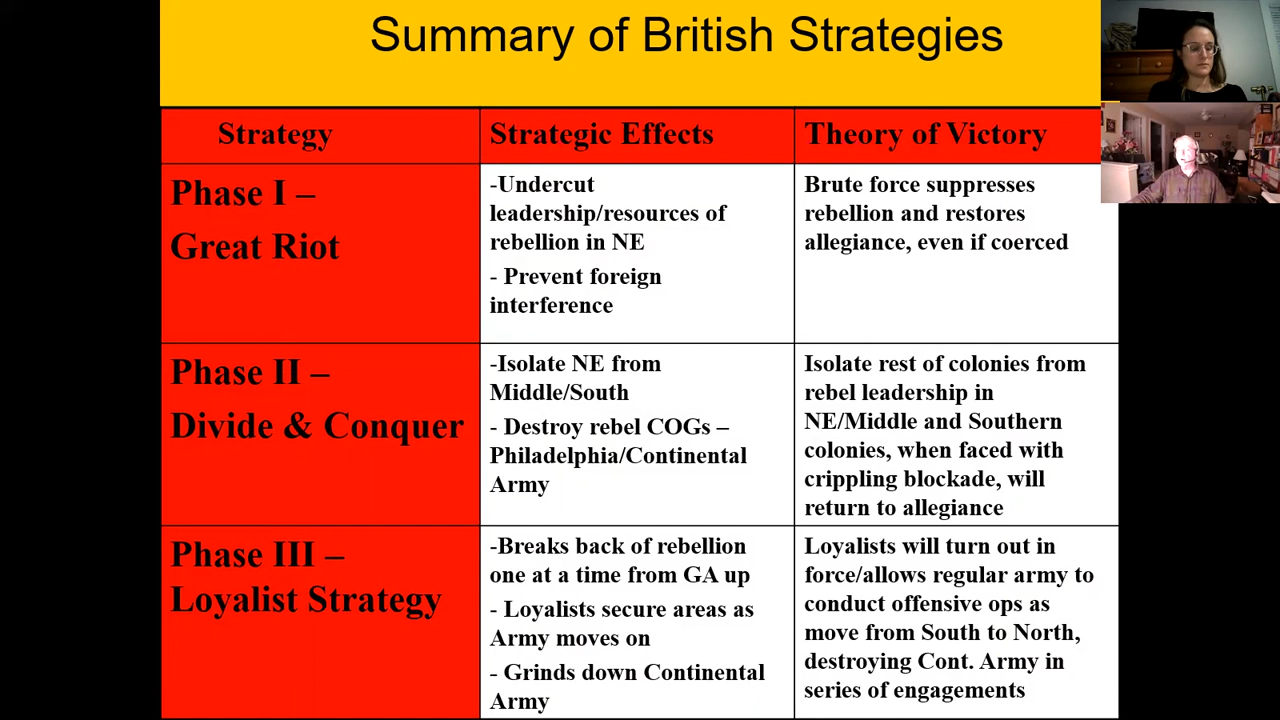 Summary of British Strategies
Strategy
Strategic Effects
Theory of Victory
Phase I –
Great Riot
-Undercut
leadership/resources of
rebellion in NE
- Prevent foreign
interference
Brute force suppresses
rebellion and restores
allegiance, even if coerced
Phase II –
Divide & Conquer
-Isolate NE from
Middle/South
- Destroy rebel COGs –
Philadelphia/Continental
Army
Isolate rest of colonies from
rebel leadership in
NE/Middle and Southern
colonies, when faced with
crippling blockade, will
return to allegiance
Phase III –
Loyalist Strategy
-Breaks back of rebellion
one at a time from GA up
- Loyalists secure areas as
Army moves on
- Grinds down Continental
Army
Loyalists will turn out in
force/allows regular army to
conduct offensive ops as
move from South to North,
destroying Cont. Army in
series of engagements